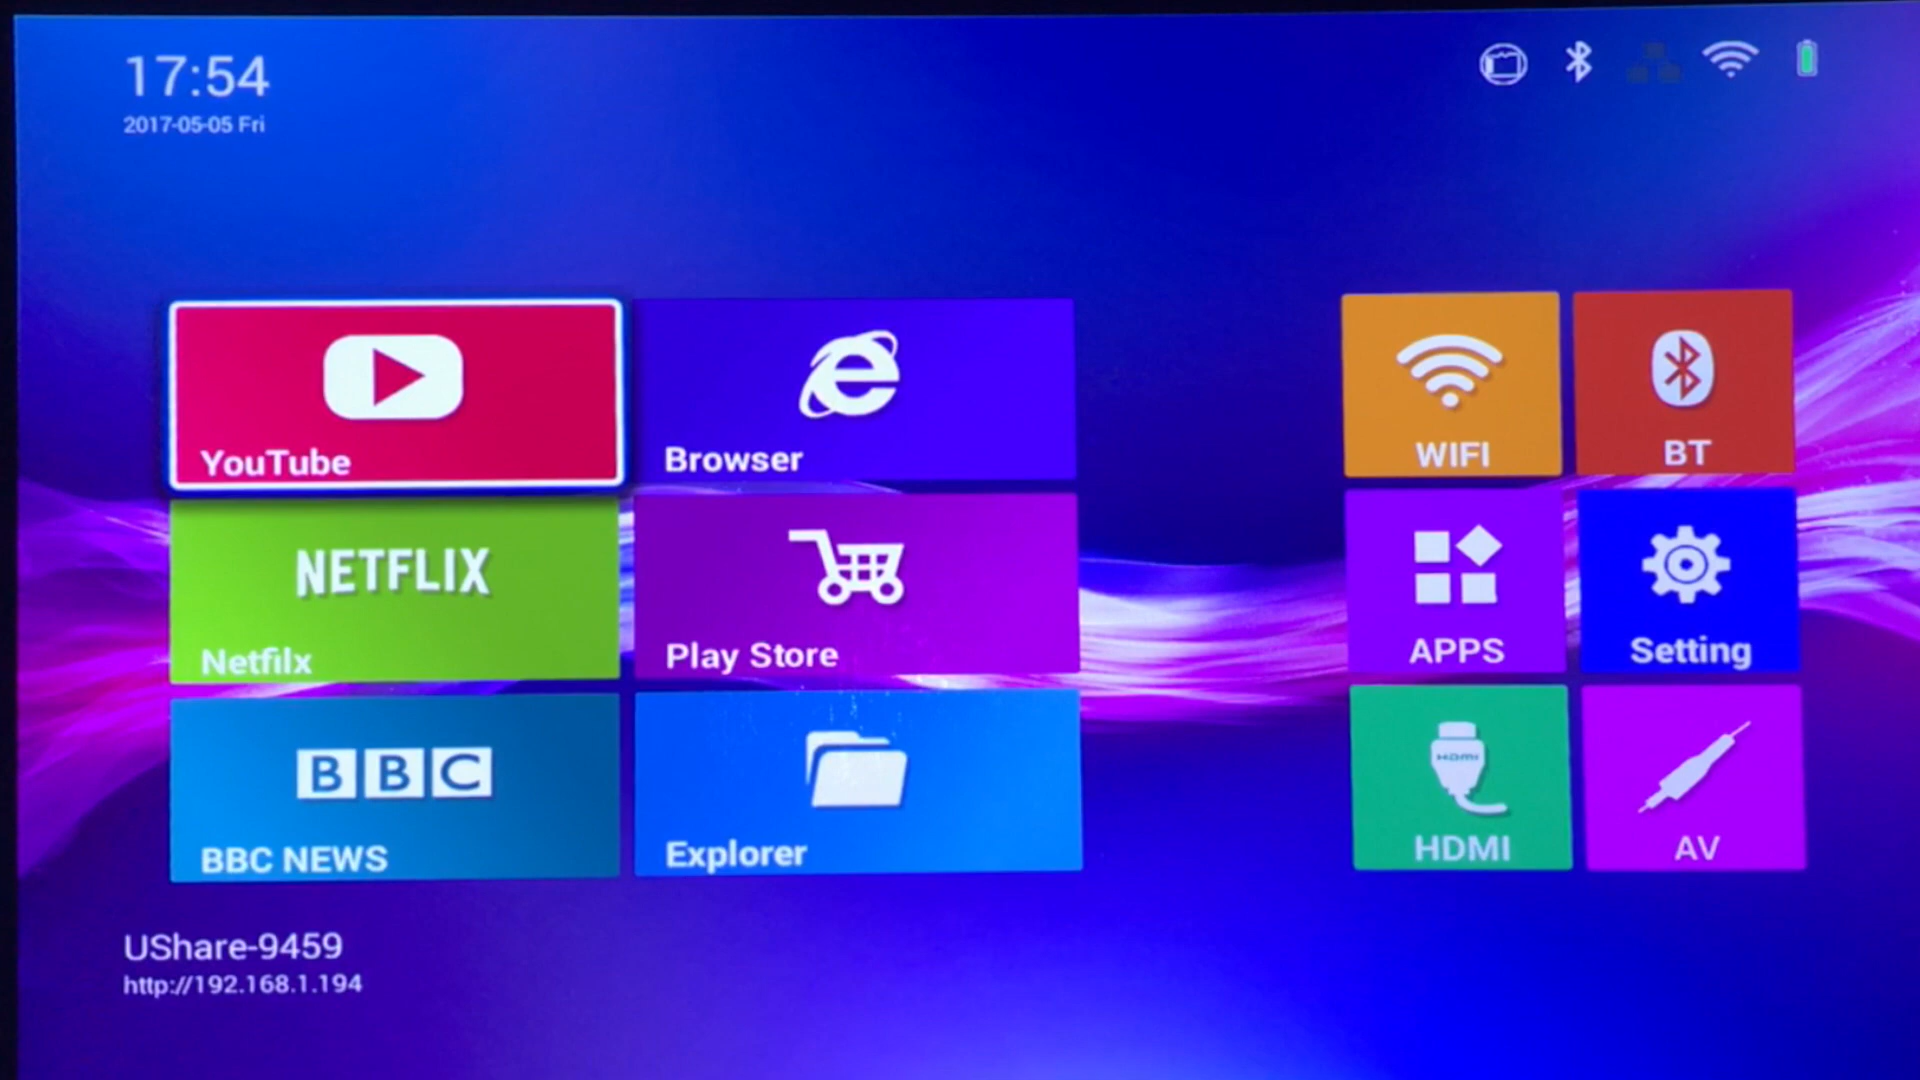 17:54
2017-05-05 Fri
YouTube
Browser
WIFI
BT
NETFLIX
Netfilx
Play Store
APPS
Setting
BBC
BBC NEWS
Explorer
HDMI
HDMI
AV
UShare-9459
http://192.168.1.194